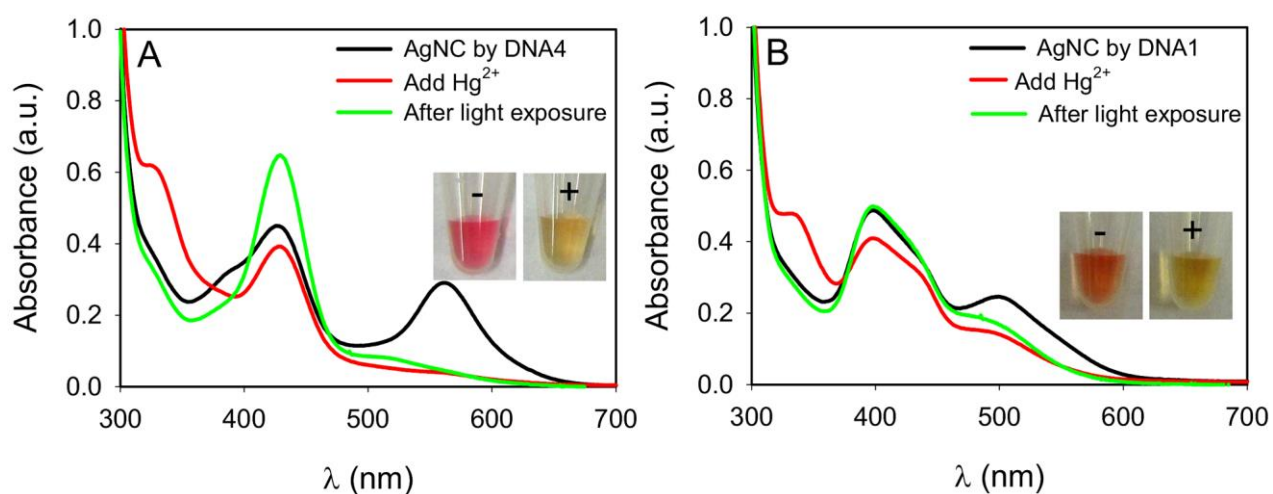 A
AgNC by DNA4
Add Hg²⁺
After light exposure
- +
Absorbance (a.u.)
1.0
0.8
0.6
0.4
0.2
0.0
300 400 500 600 700
λ (nm)
B
AgNC by DNA1
Add Hg²⁺
After light exposure
- +
Absorbance (a.u.)
1.0
0.8
0.6
0.4
0.2
0.0
300 400 500 600 700
λ (nm)